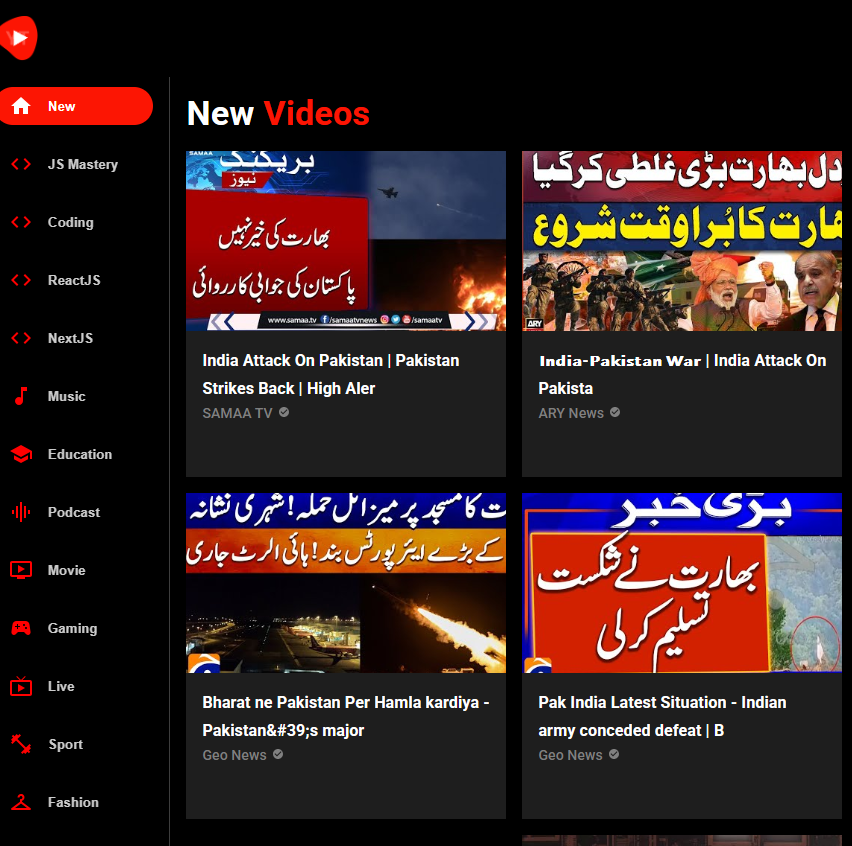 New
JS Mastery
Coding
ReactJS
NextJS
Music
Education
Podcast
Movie
Gaming
Live
Sport
Fashion
New Videos
SAMAA
بریکنگ
نیوز
بھارت کی خیر نہیں
پاکستان کی جوابی کارروائی
www.samaa.tv /samaatvnews /samaatv
India Attack On Pakistan | Pakistan
Strikes Back | High Aler
SAMAA TV
دل بھارت بڑی غلطی کر گیا
ھارت کا بُرا وقت شروع
ARY
India-Pakistan War | India Attack On
Pakista
ARY News
ت کا مسجد پر میزائل حملہ! شہری نشانہ
کے بڑے ایئرپورٹس بند! ہائی الرٹ جاری
Bharat ne Pakistan Per Hamla kardiya -
Pakistan&#39;s major
Geo News
بڑی خبر
بھارت نے شکست
تسلیم کر لی
Pak India Latest Situation - Indian
army conceded defeat | B
Geo News